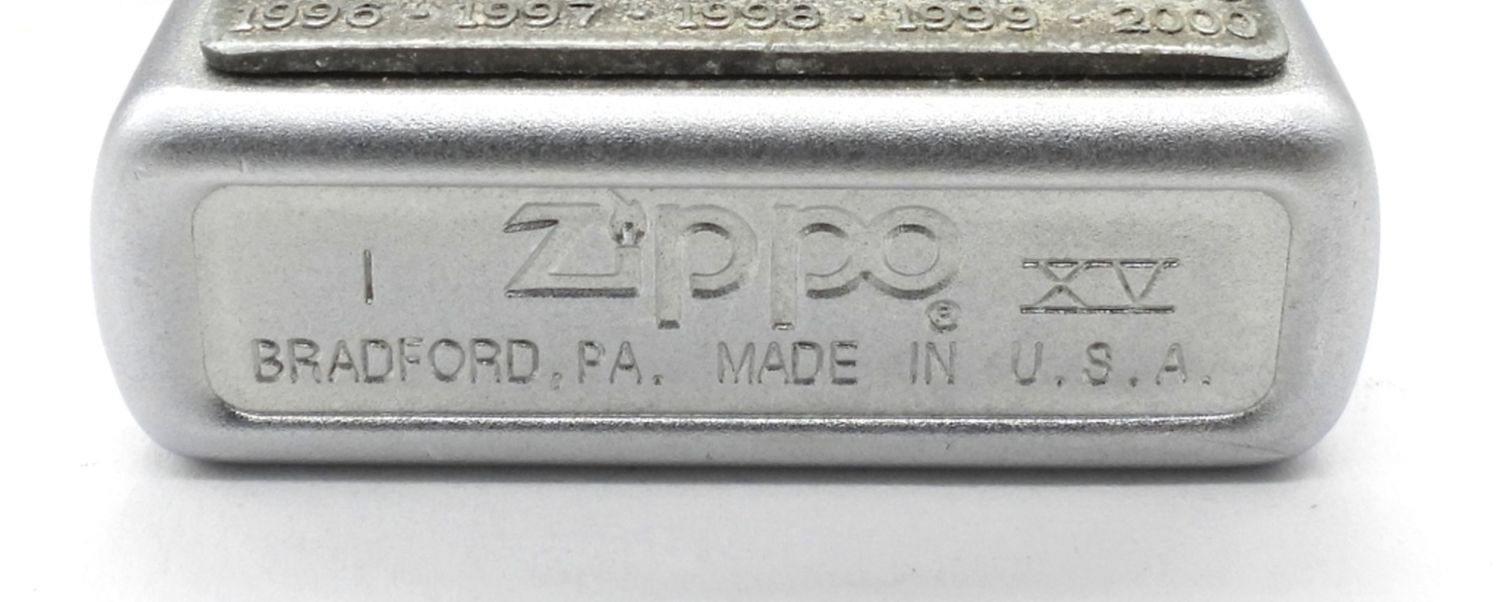 1996 · 1997 · 1998 · 1999 · 2000
I Zippo® XV
BRADFORD, PA. MADE IN U.S.A.